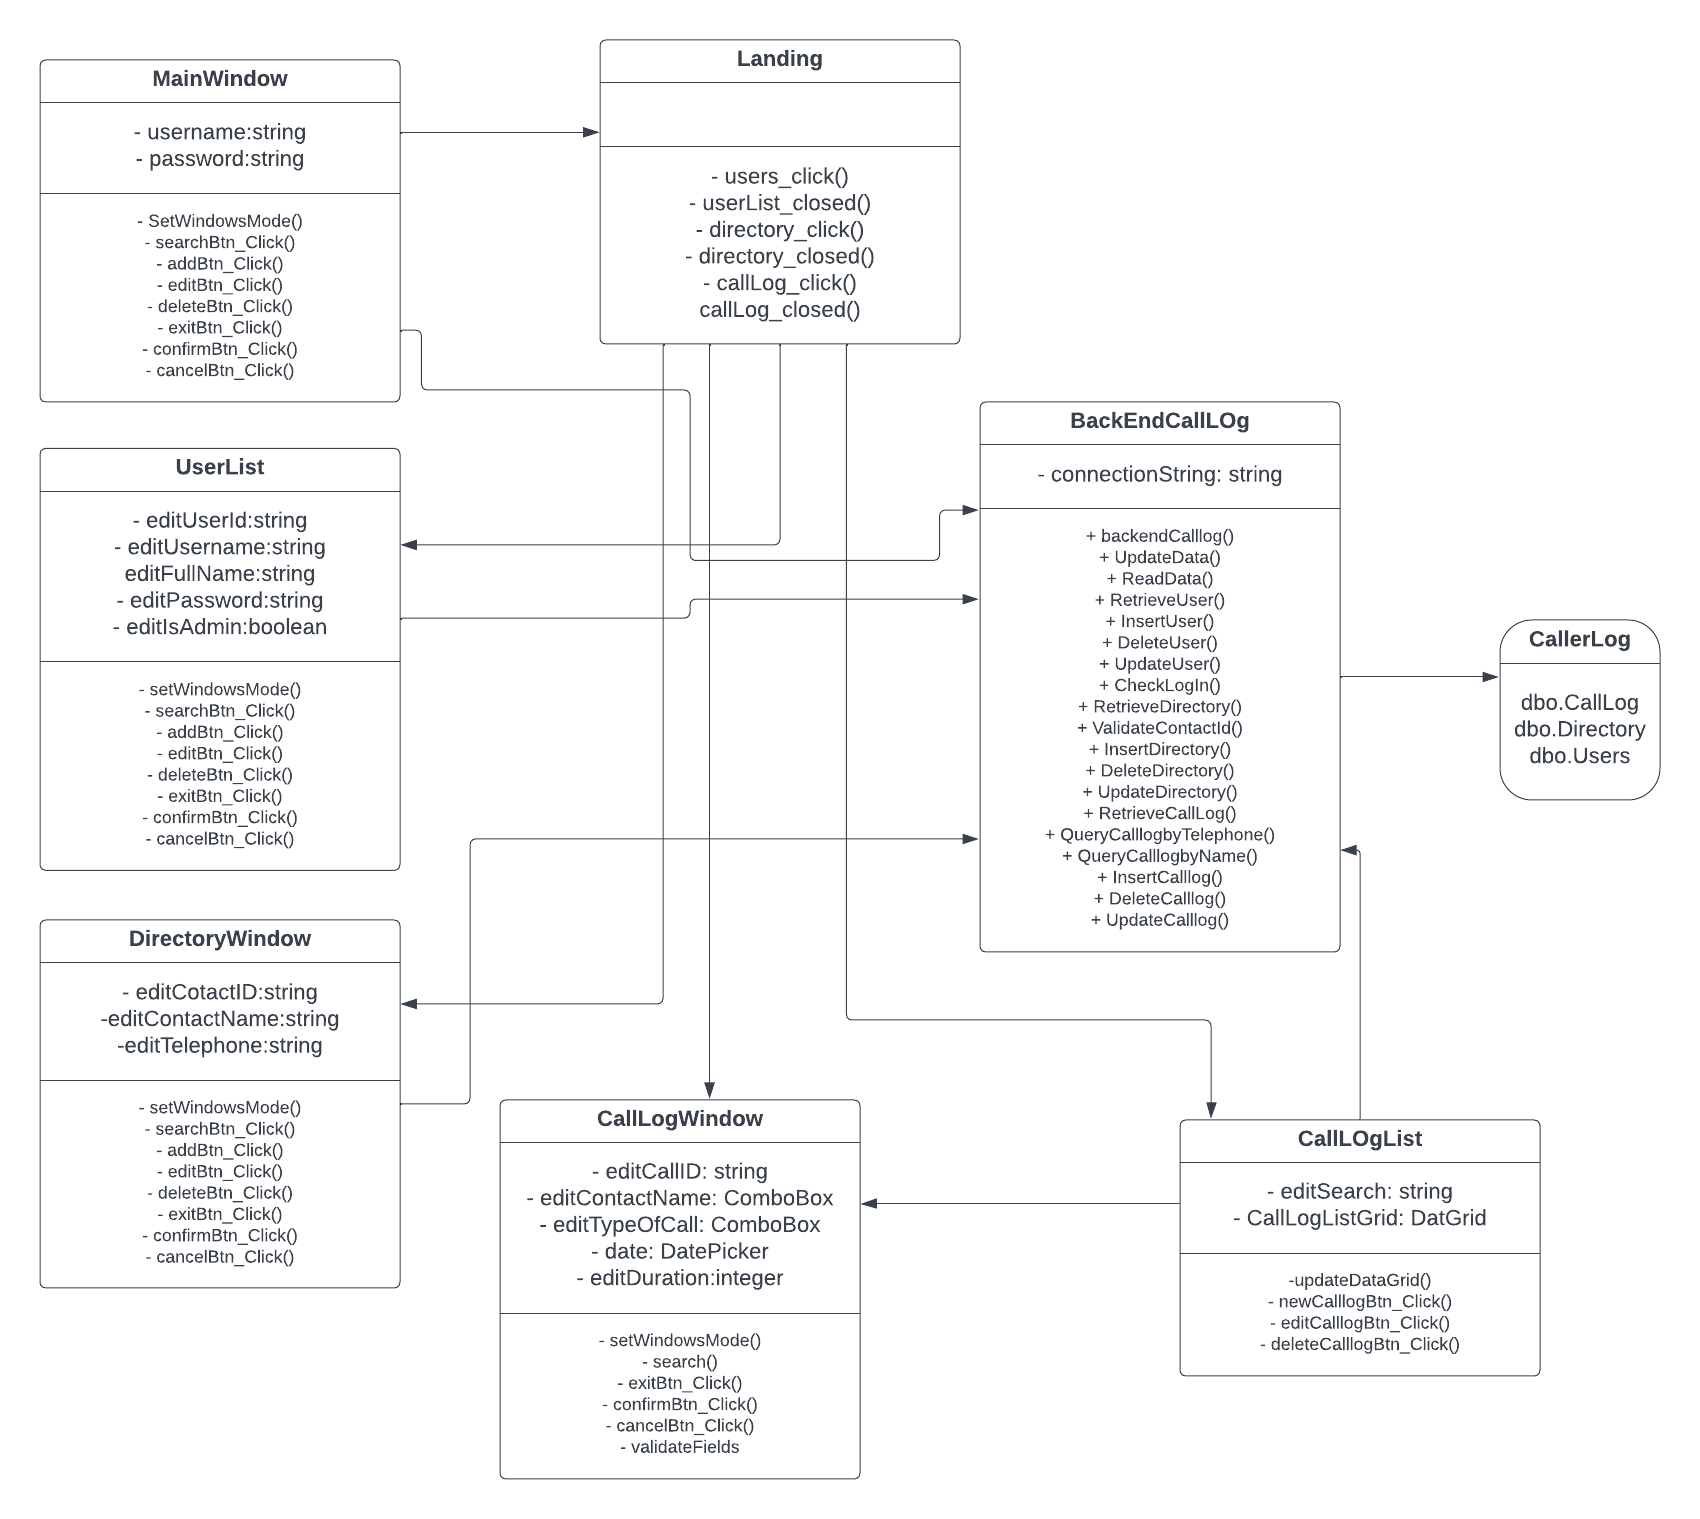 MainWindow
- username:string
- password:string
- SetWindowsMode()
- searchBtn_Click()
- addBtn_Click()
- editBtn_Click()
- deleteBtn_Click()
- exitBtn_Click()
- confirmBtn_Click()
- cancelBtn_Click()
Landing
- users_click()
- userList_closed()
- directory_click()
- directory_closed()
- callLog_click()
callLog_closed()
UserList
- editUserId:string
- editUsername:string
editFullName:string
- editPassword:string
- editIsAdmin:boolean
- setWindowsMode()
- searchBtn_Click()
- addBtn_Click()
- editBtn_Click()
- deleteBtn_Click()
- exitBtn_Click()
- confirmBtn_Click()
- cancelBtn_Click()
BackEndCallLOg
- connectionString: string
+ backendCalllog()
+ UpdateData()
+ ReadData()
+ RetrieveUser()
+ InsertUser()
+ DeleteUser()
+ UpdateUser()
+ CheckLogIn()
+ RetrieveDirectory()
+ ValidateContactId()
+ InsertDirectory()
+ DeleteDirectory()
+ UpdateDirectory()
+ RetrieveCallLog()
+ QueryCalllogbyTelephone()
+ QueryCalllogbyName()
+ InsertCalllog()
+ DeleteCalllog()
+ UpdateCalllog()
CallerLog
dbo.CallLog
dbo.Directory
dbo.Users
DirectoryWindow
- editCotactID:string
-editContactName:string
-editTelephone:string
- setWindowsMode()
- searchBtn_Click()
- addBtn_Click()
- editBtn_Click()
- deleteBtn_Click()
- exitBtn_Click()
- confirmBtn_Click()
- cancelBtn_Click()
CallLogWindow
- editCallID: string
- editContactName: ComboBox
- editTypeOfCall: ComboBox
- date: DatePicker
- editDuration:integer
- setWindowsMode()
- search()
- exitBtn_Click()
- confirmBtn_Click()
- cancelBtn_Click()
- validateFields
CallLOgList
- editSearch: string
- CallLogListGrid: DatGrid
-updateDataGrid()
- newCalllogBtn_Click()
- editCalllogBtn_Click()
- deleteCalllogBtn_Click()